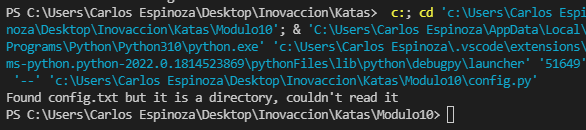 PS C:\Users\Carlos Espinoza\Desktop\Inovaccion\Katas>  c:; cd 'c:\Users\Carlos Espi
noza\Desktop\Inovaccion\Katas\Modulo10'; & 'C:\Users\Carlos Espinoza\AppData\Local\
Programs\Python\Python310\python.exe' 'c:\Users\Carlos Espinoza\.vscode\extensions\
ms-python.python-2022.0.1814523869\pythonFiles\lib\python\debugpy\launcher' '51649'
 '--' 'c:\Users\Carlos Espinoza\Desktop\Inovaccion\Katas\Modulo10\config.py'
Found config.txt but it is a directory, couldn't read it
PS C:\Users\Carlos Espinoza\Desktop\Inovaccion\Katas\Modulo10>